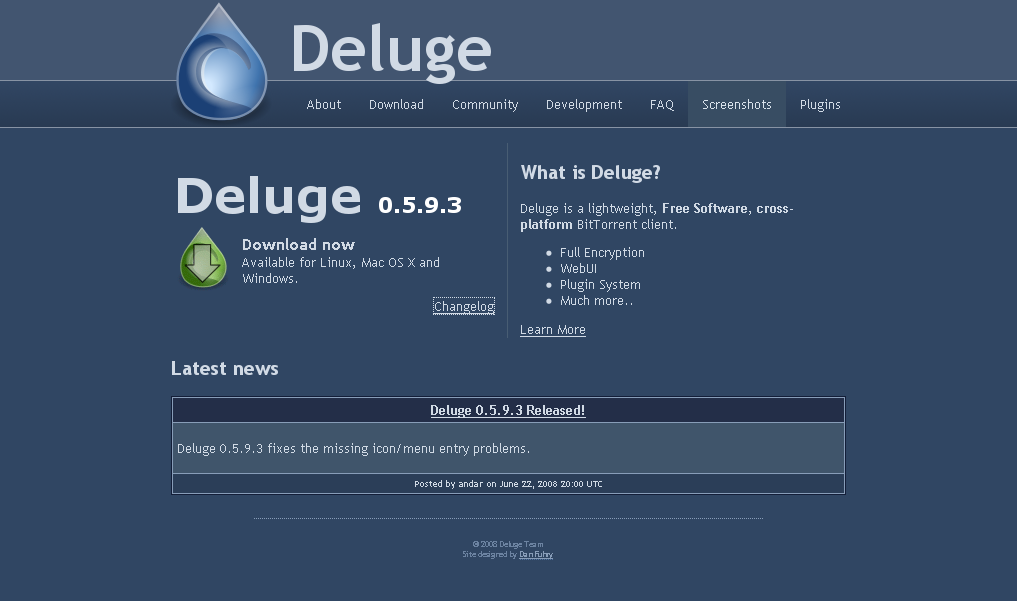 Deluge
About Download Community Development FAQ Screenshots Plugins
Deluge 0.5.9.3
Download now
Available for Linux, Mac OS X and
Windows.
Changelog
What is Deluge?
Deluge is a lightweight, Free Software, cross-
platform BitTorrent client.
Full Encryption
WebUI
Plugin System
Much more..
Learn More
Latest news
Deluge 0.5.9.3 Released!
Deluge 0.5.9.3 fixes the missing icon/menu entry problems.
Posted by andar on June 22, 2008 20:00 UTC
© 2008 Deluge Team
Site designed by Dan Fuhry